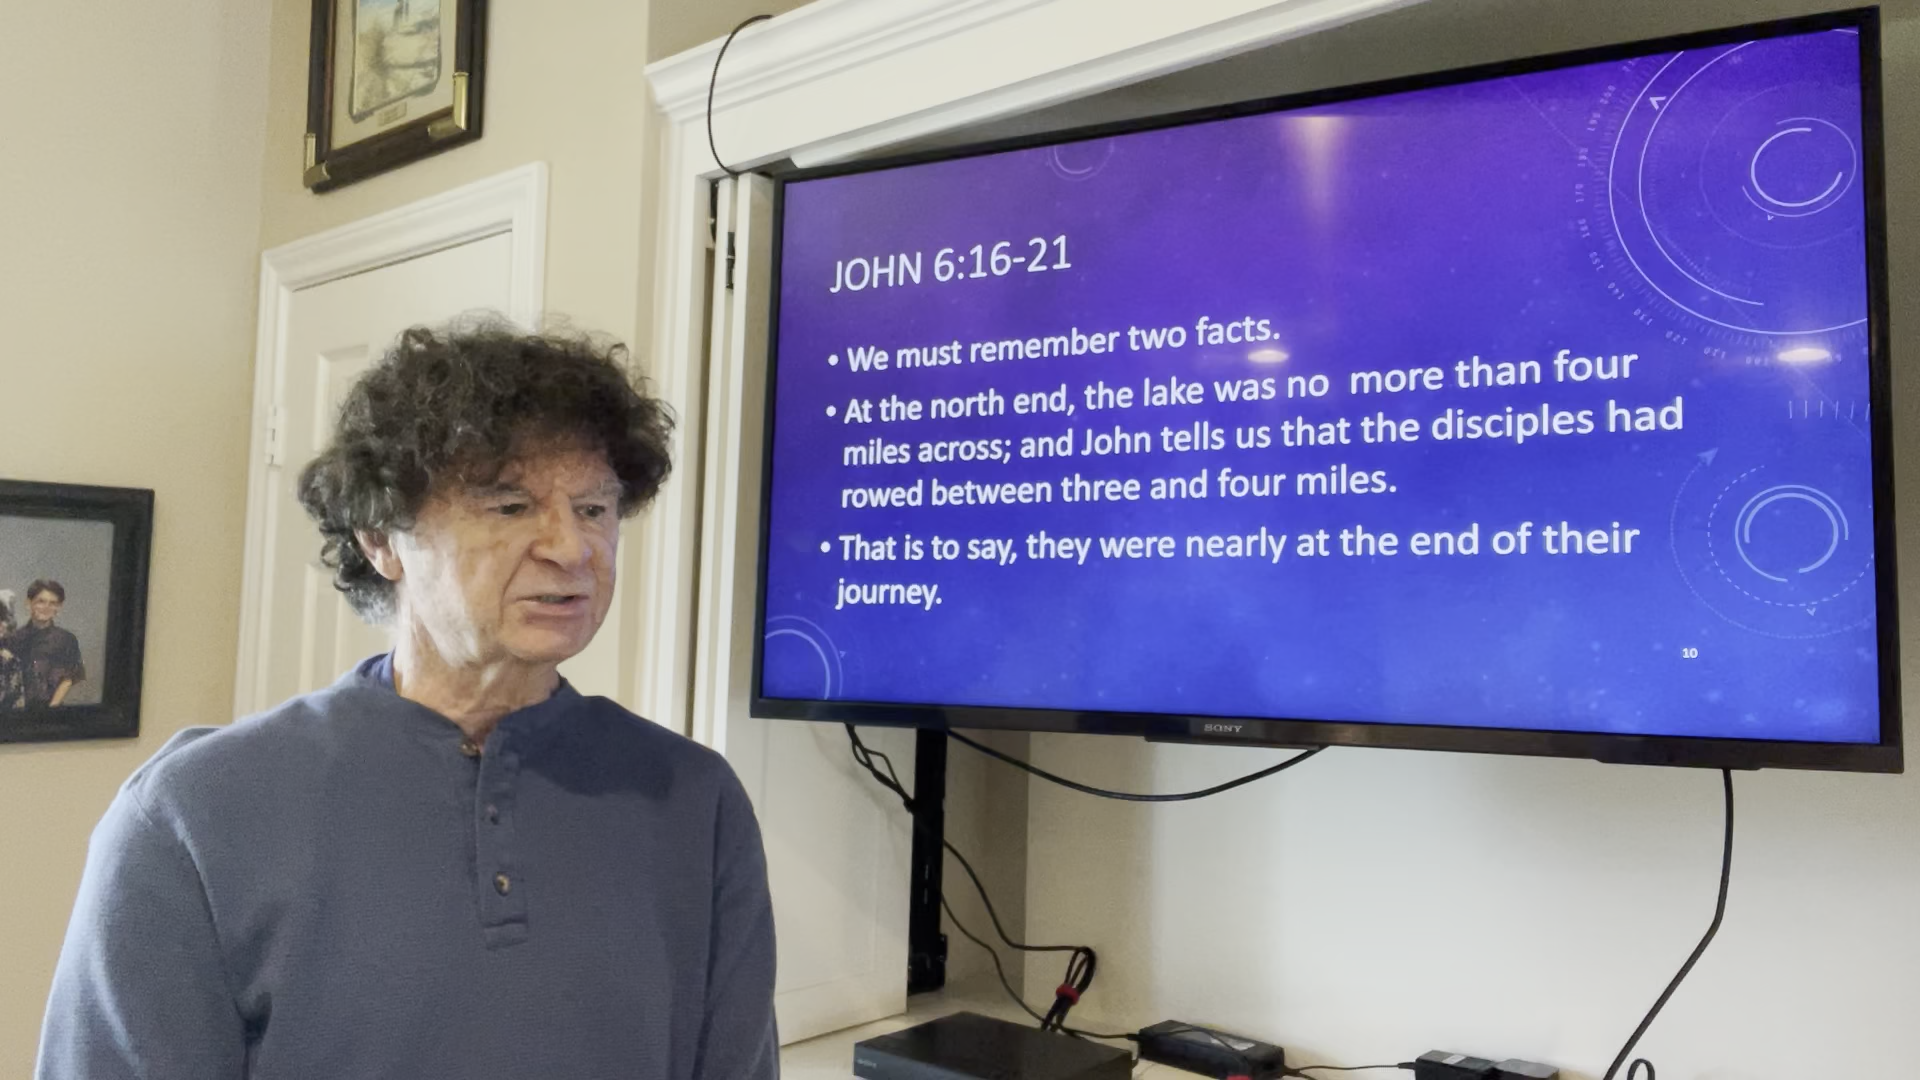 JOHN 6:16-21
• We must remember two facts.
• At the north end, the lake was no more than four
miles across; and John tells us that the disciples had
rowed between three and four miles.
• That is to say, they were nearly at the end of their
journey.
10
SONY